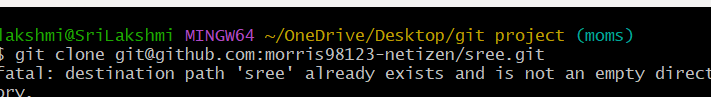 lakshmi@SriLakshmi MINGW64 ~/OneDrive/Desktop/git project (moms)
$ git clone git@github.com:morris98123-netizen/sree.git
fatal: destination path 'sree' already exists and is not an empty direct
ory.